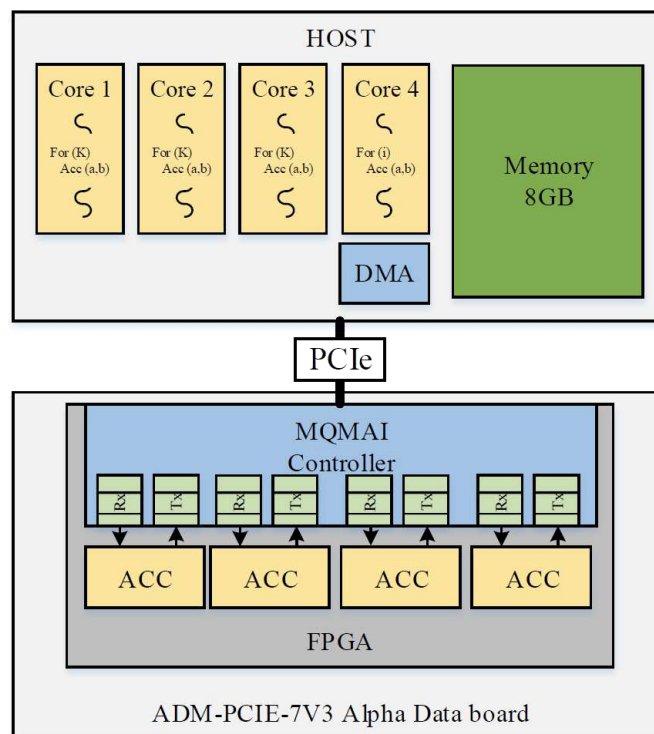 HOST
Core 1
For (K)
Acc (a,b)
Core 2
For (K)
Acc (a,b)
Core 3
For (K)
Acc (a,b)
Core 4
For (i)
Acc (a,b)
Memory
8GB
DMA
PCIe
MQMAI
Controller
Rx
Tx
Rx
Tx
Rx
Tx
Rx
Tx
ACC
ACC
ACC
ACC
FPGA
ADM-PCIE-7V3 Alpha Data board